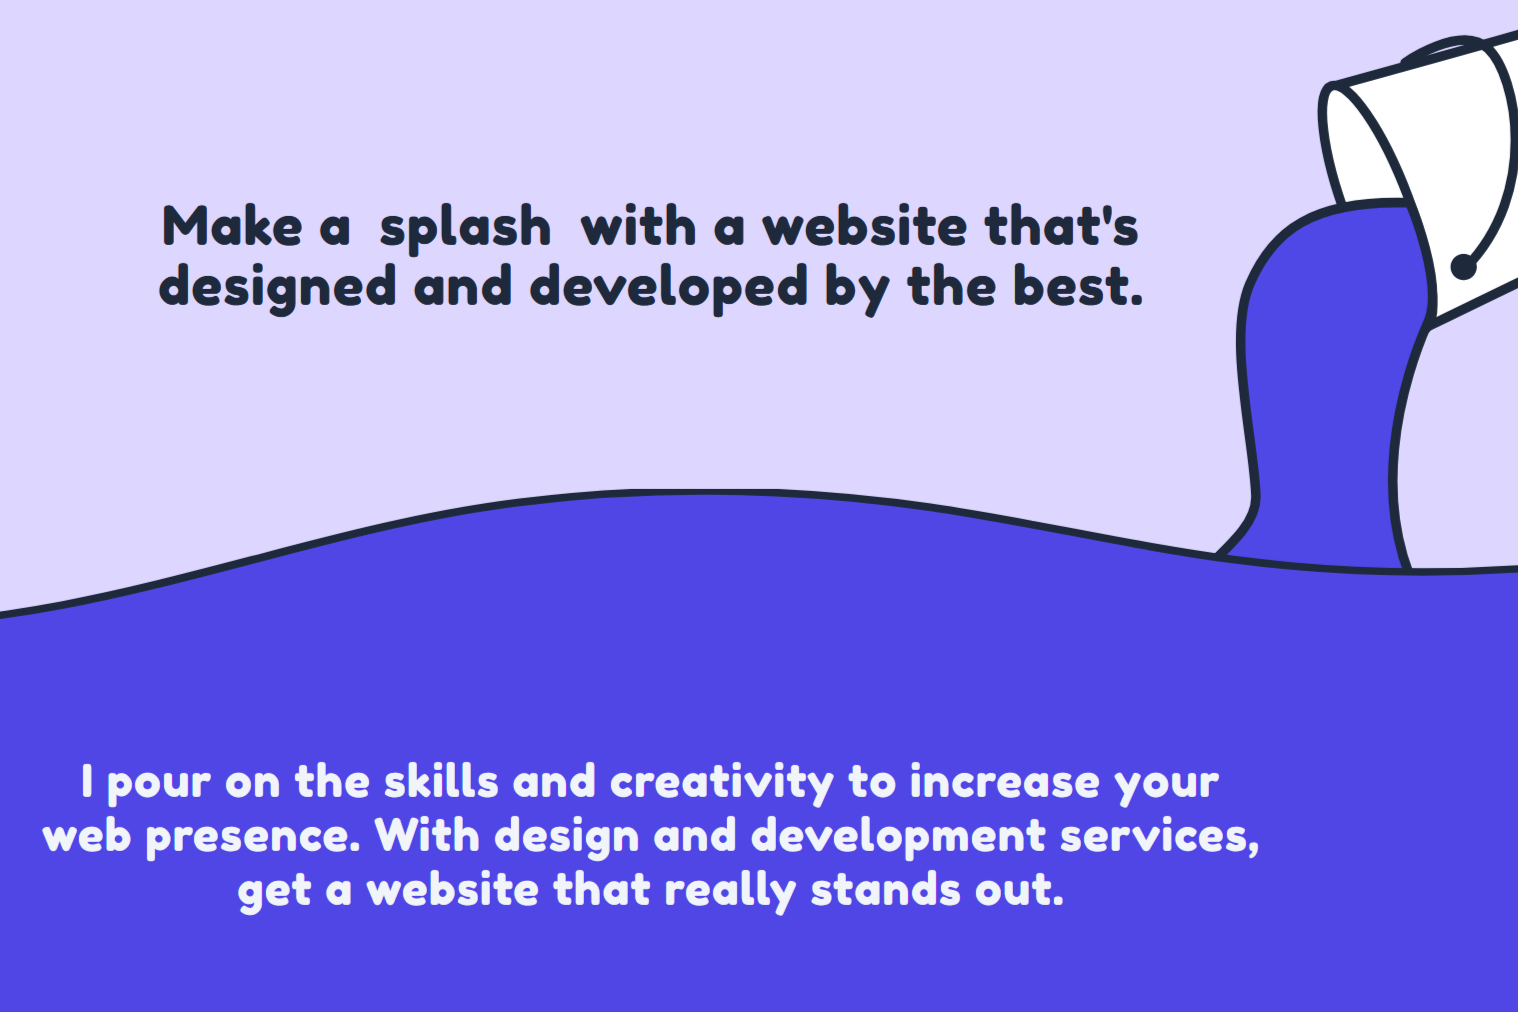 Make a splash with a website that's
designed and developed by the best.
I pour on the skills and creativity to increase your
web presence. With design and development services,
get a website that really stands out.